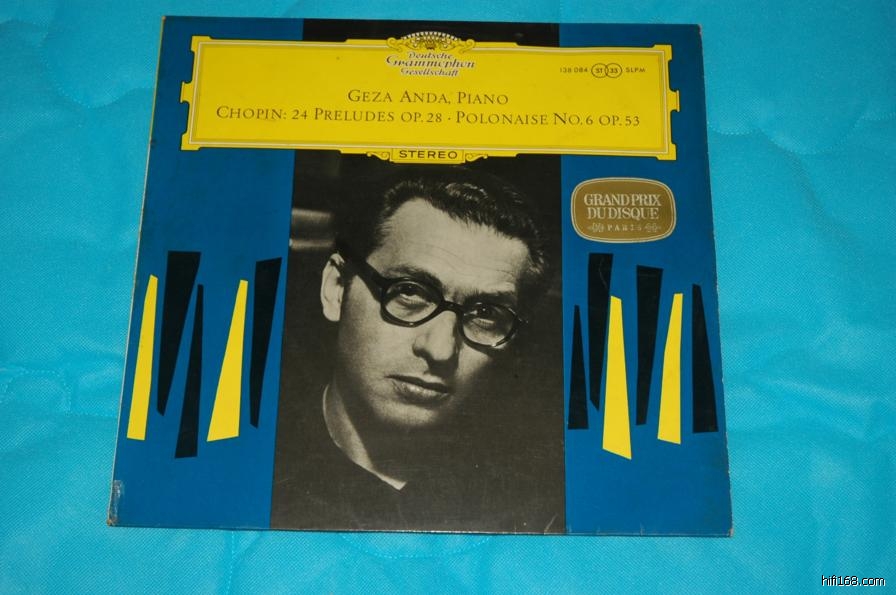 Deutsche
Grammophon
Gesellschaft
138 084 ST 33 SLPM
GEZA ANDA, PIANO
CHOPIN: 24 PRELUDES OP. 28 · POLONAISE NO. 6 OP. 53
STEREO
GRAND PRIX
DU DISQUE
PARIS
hifi168.com